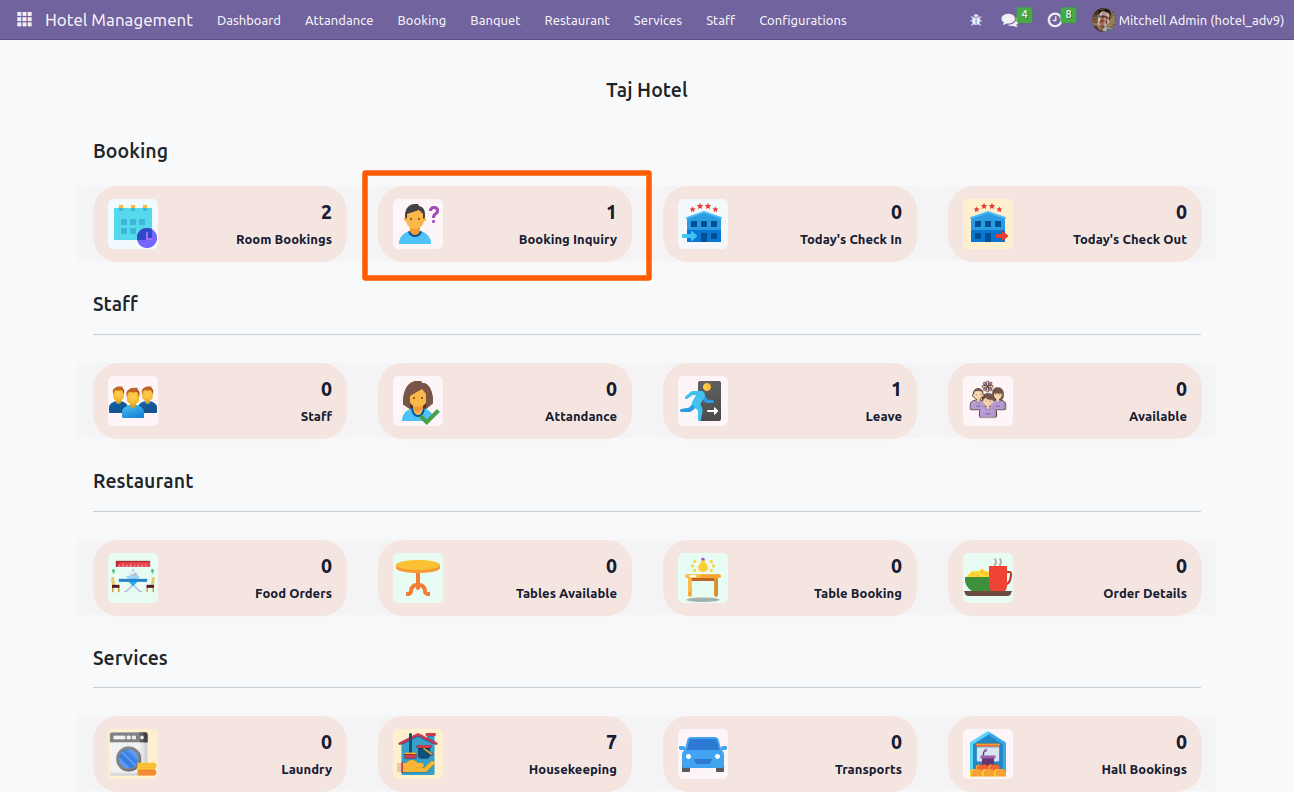 Hotel Management Dashboard Attandance Booking Banquet Restaurant Services Staff Configurations 4 8 Mitchell Admin (hotel_adv9)
Taj Hotel
Booking
2 1 0 0
Room Bookings Booking Inquiry Today's Check In Today's Check Out
Staff
0 0 1 0
Staff Attandance Leave Available
Restaurant
0 0 0 0
Food Orders Tables Available Table Booking Order Details
Services
0 7 0 0
Laundry Housekeeping Transports Hall Bookings